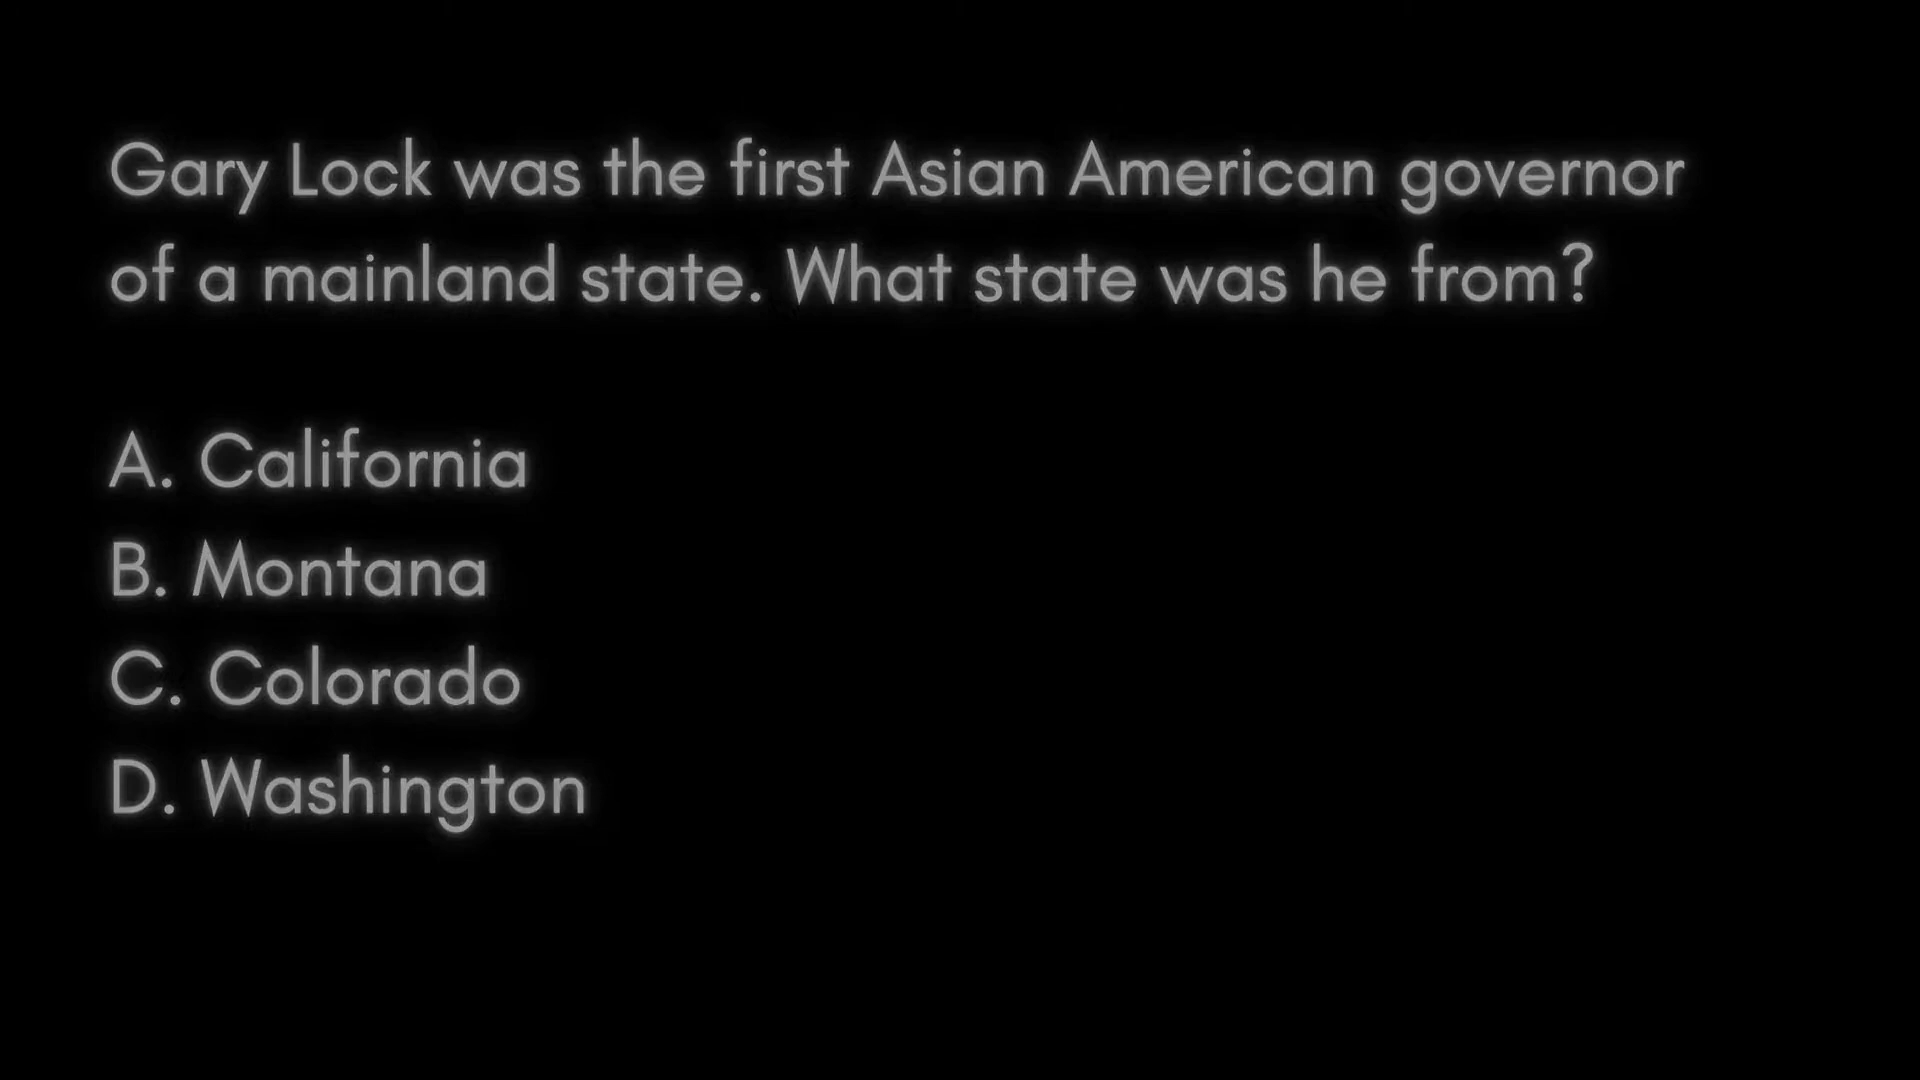 Gary Lock was the first Asian American governor
of a mainland state. What state was he from?
A. California
B. Montana
C. Colorado
D. Washington